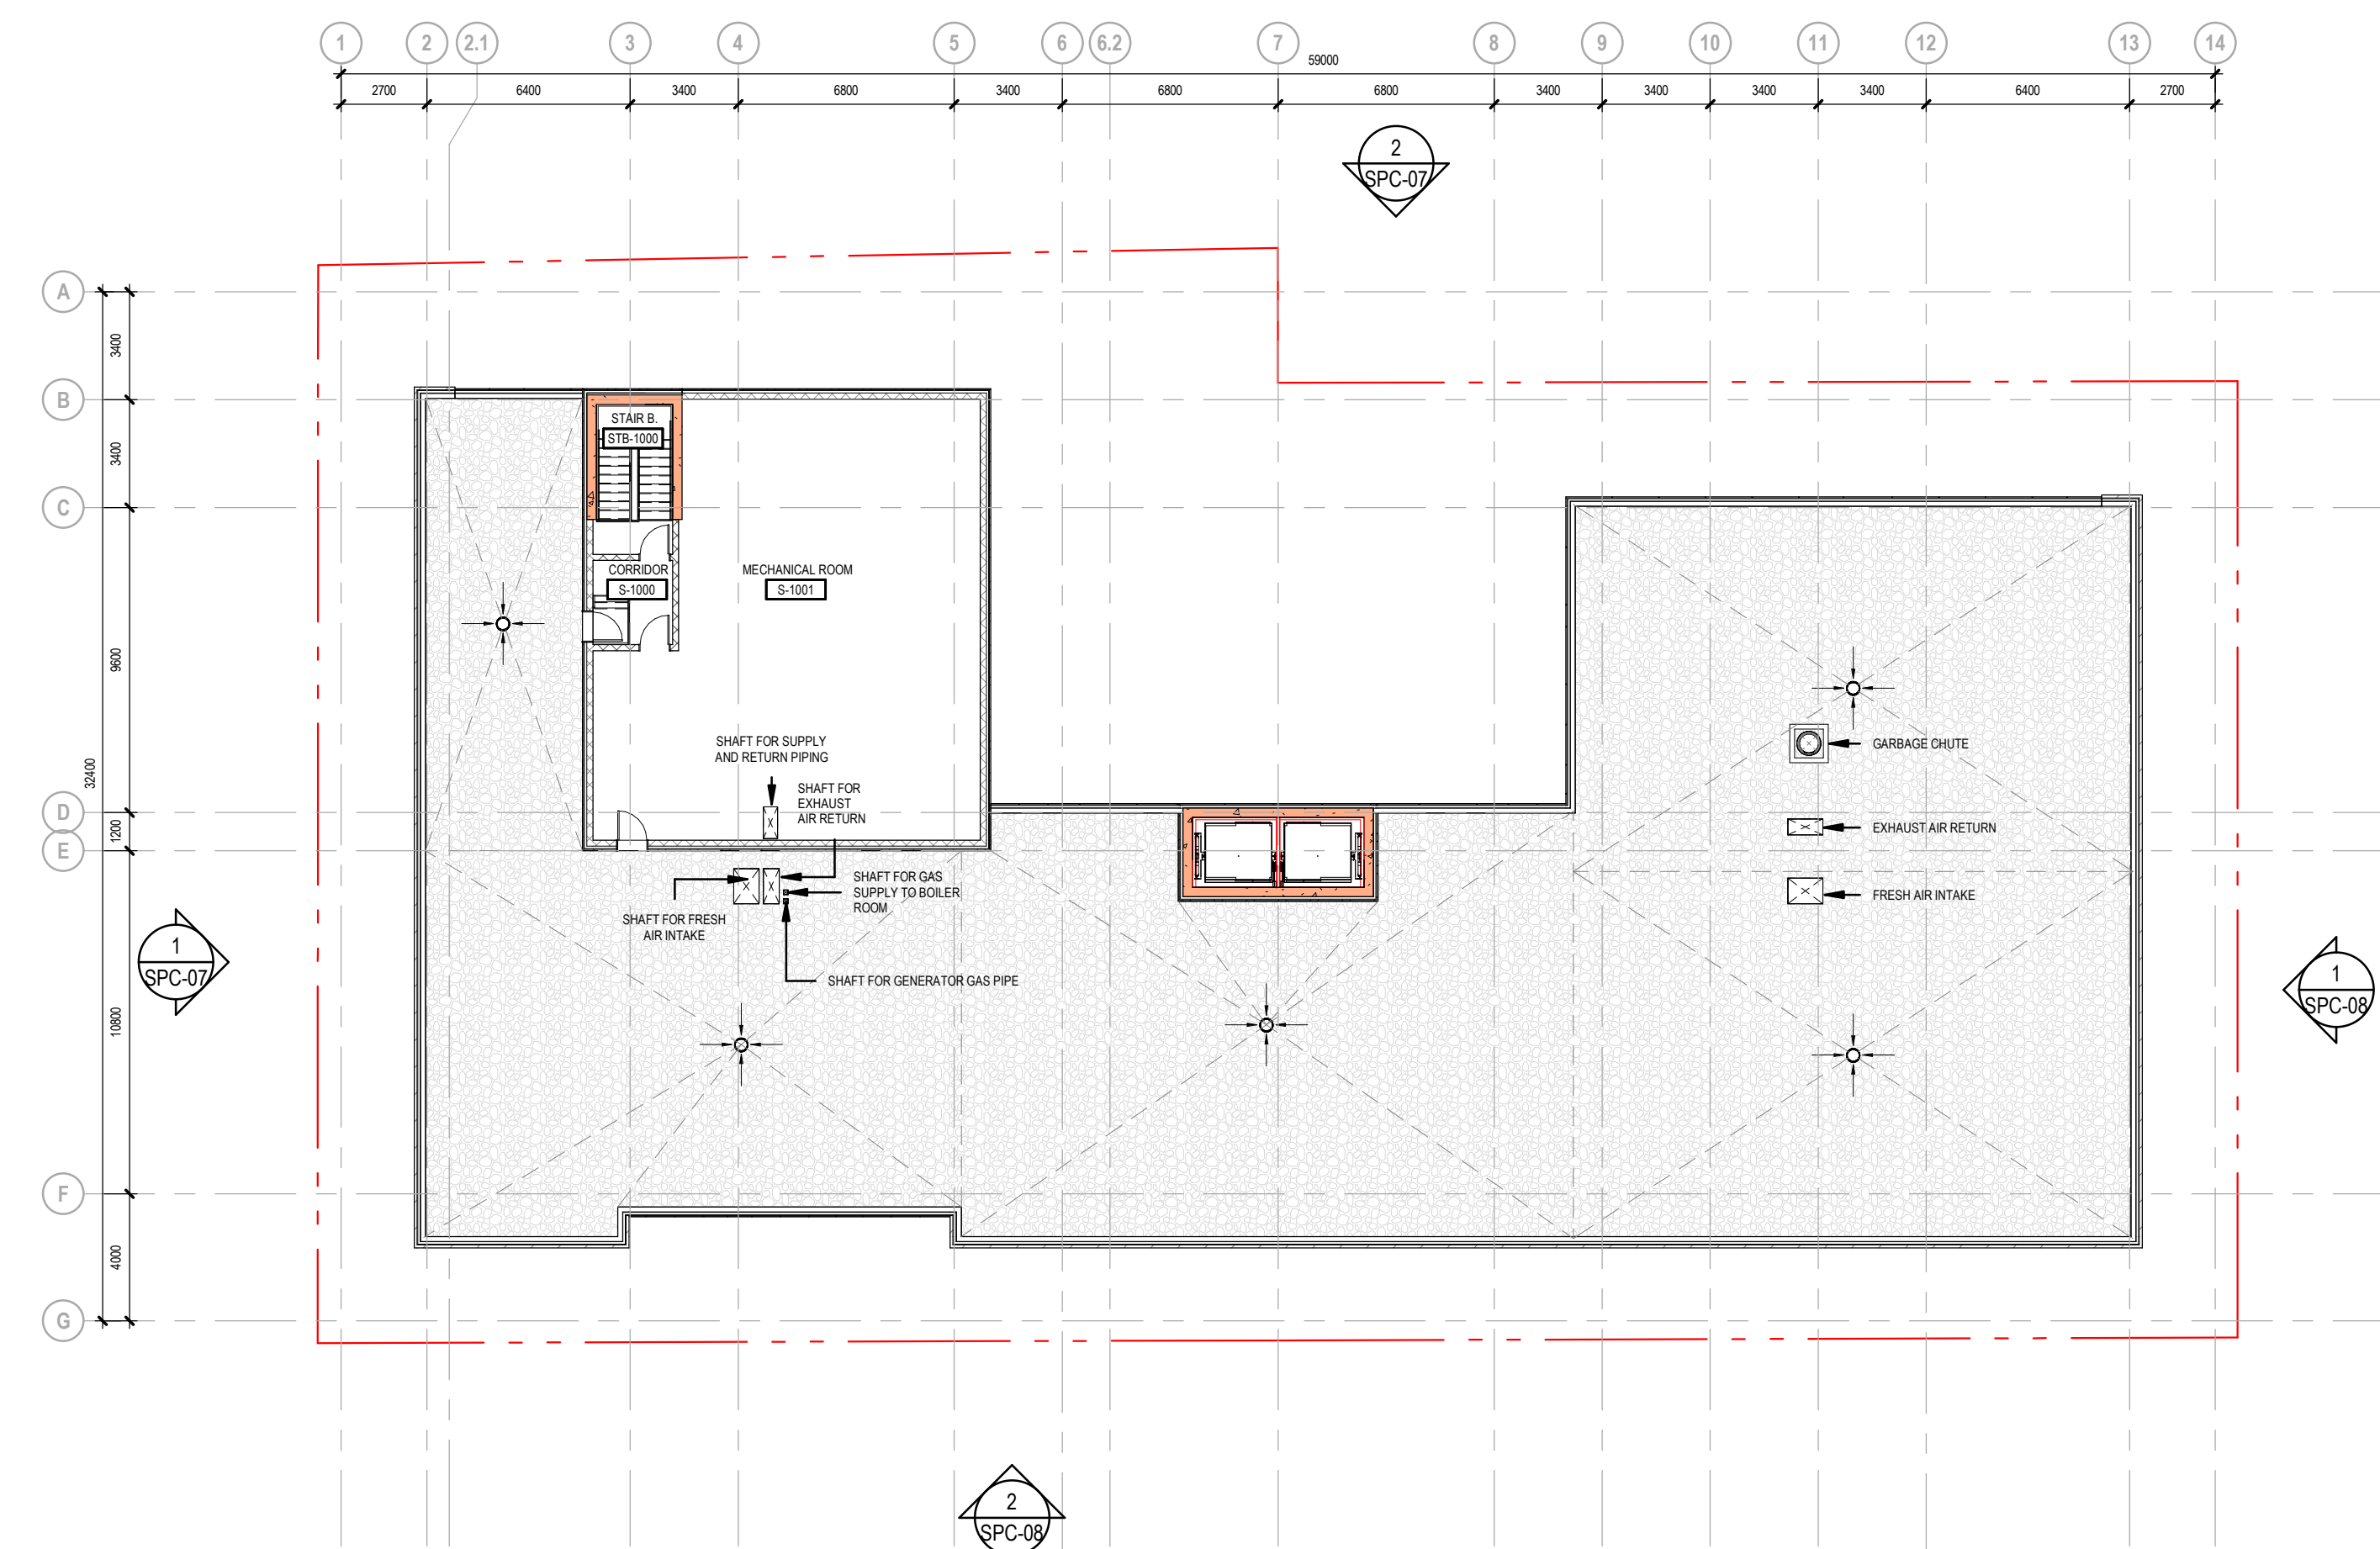 1 2 2.1 3 4 5 6 6.2 7 8 9 10 11 12 13 14
59000
2700 6400 3400 6800 3400 6800 6800 3400 3400 3400 3400 6400 2700
2
SPC-07
A
3400
B
3400
C
9600
32400
D
1200
E
10800
F
4000
G
STAIR B.
STB-1000
CORRIDOR
S-1000
MECHANICAL ROOM
S-1001
SHAFT FOR SUPPLY
AND RETURN PIPING
SHAFT FOR
EXHAUST
AIR RETURN
SHAFT FOR GAS
SUPPLY TO BOILER
ROOM
SHAFT FOR FRESH
AIR INTAKE
SHAFT FOR GENERATOR GAS PIPE
GARBAGE CHUTE
EXHAUST AIR RETURN
FRESH AIR INTAKE
1
SPC-07
1
SPC-08
2
SPC-08